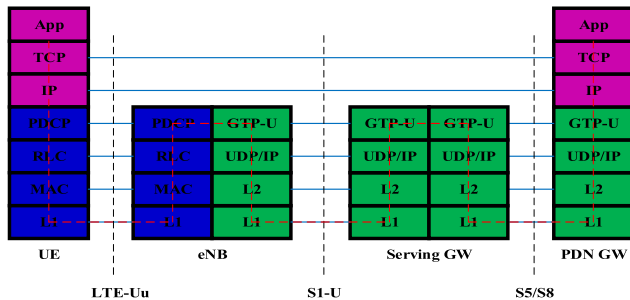 App App
TCP TCP
IP IP
PDCP PDCP GTP-U GTP-U GTP-U GTP-U
RLC RLC UDP/IP UDP/IP UDP/IP UDP/IP
MAC MAC L2 L2 L2 L2
L1 L1 L1 L1 L1 L1
UE eNB Serving GW PDN GW
LTE-Uu S1-U S5/S8